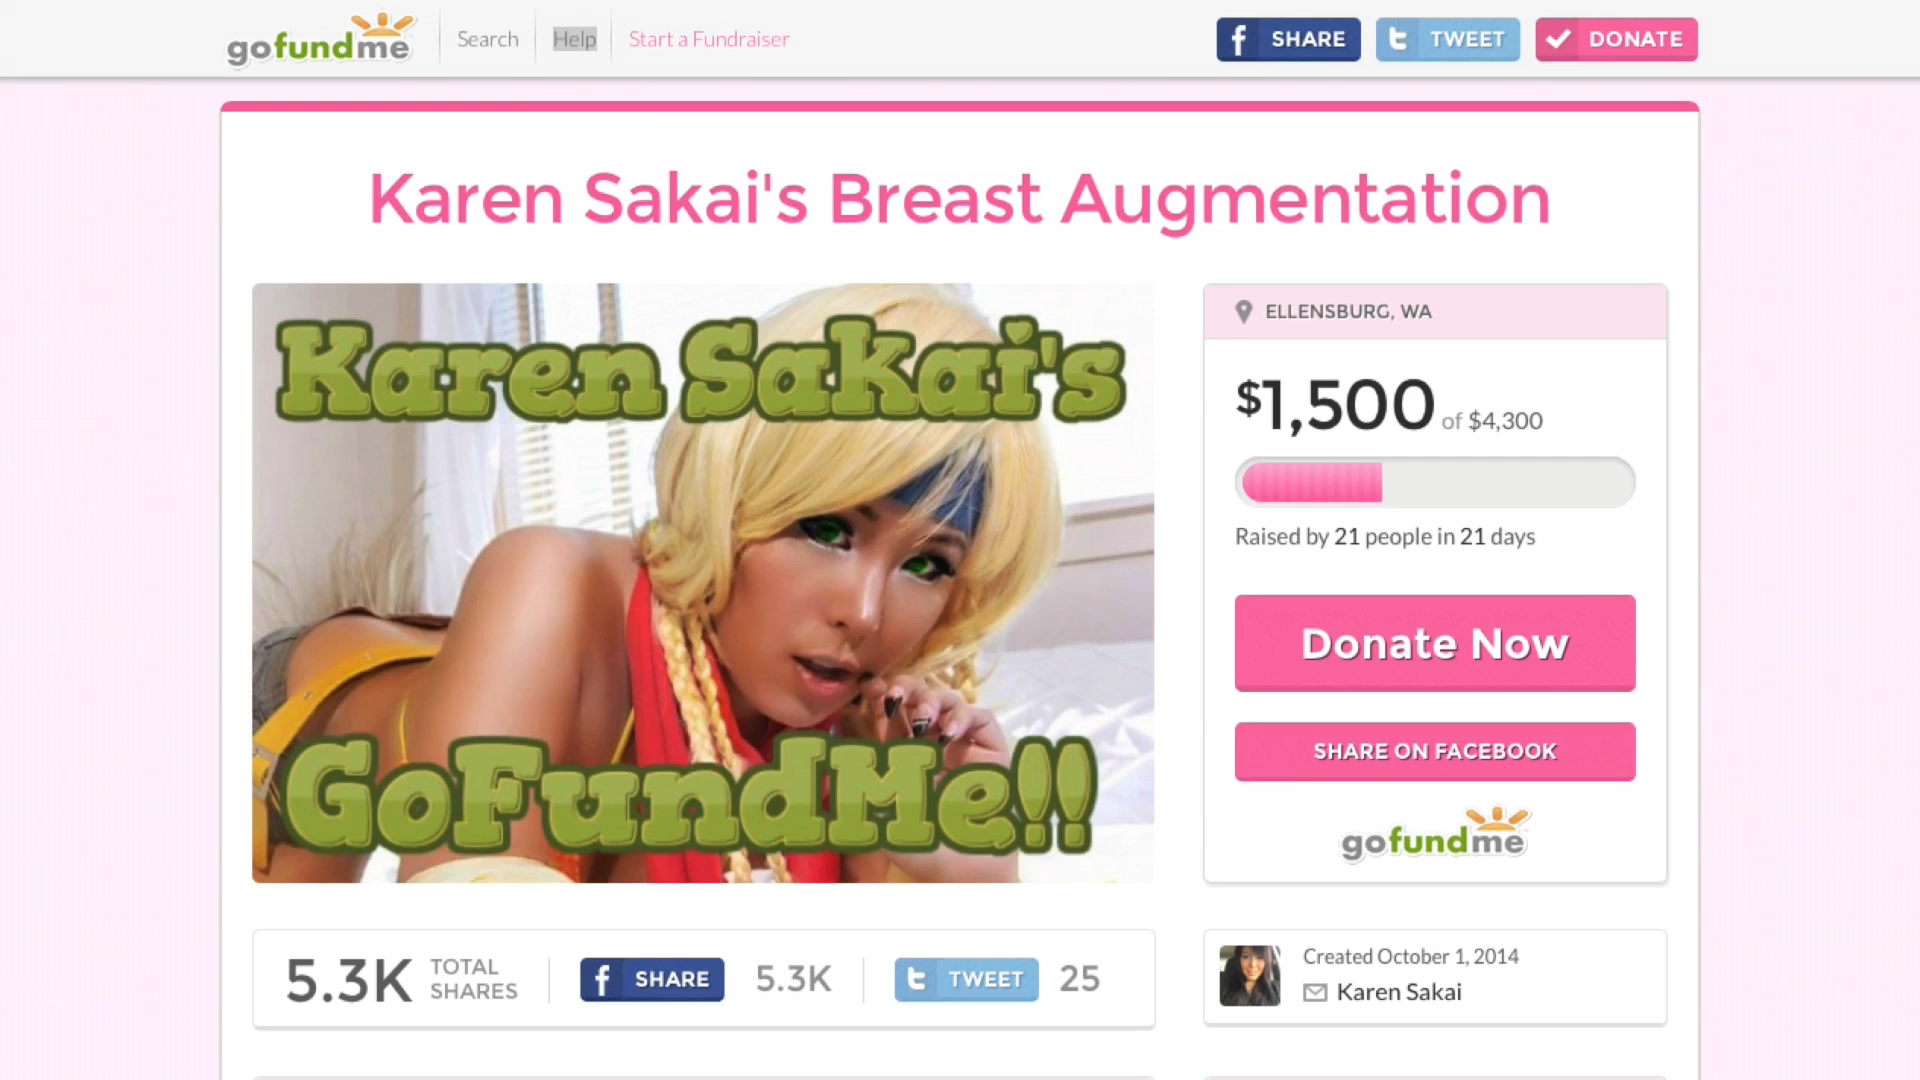 gofundme
Search
Help
Start a Fundraiser
SHARE
TWEET
DONATE
Karen Sakai's Breast Augmentation
Karen Sakai's
GoFundMe!!
ELLENSBURG, WA
$1,500 of $4,300
Raised by 21 people in 21 days
Donate Now
SHARE ON FACEBOOK
gofundme
5.3K TOTAL SHARES
SHARE
5.3K
TWEET
25
Created October 1, 2014
Karen Sakai